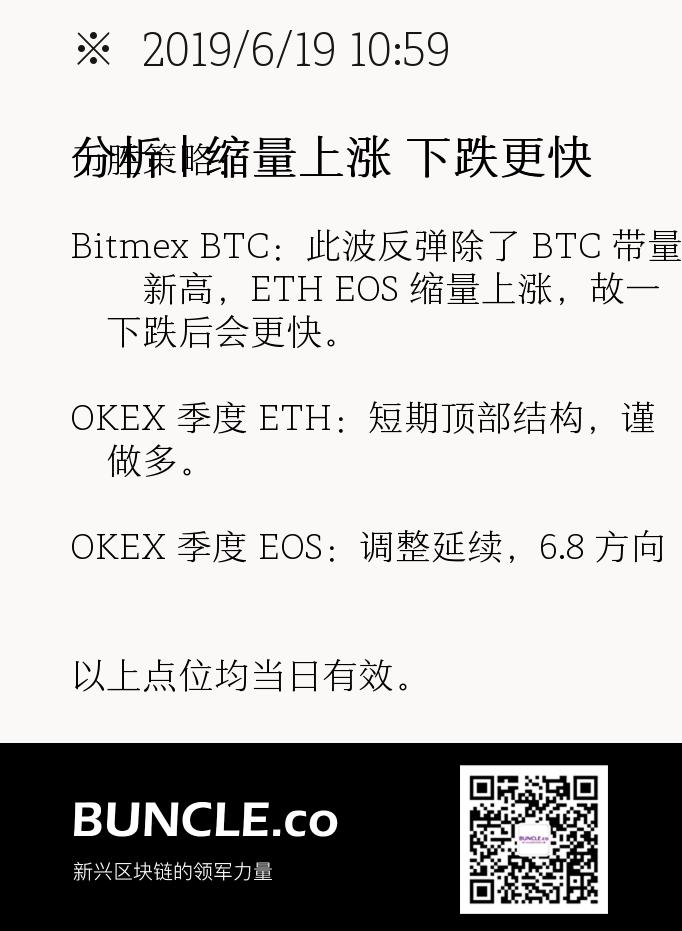 ※ 2019/6/19 10:59
分析 | 缩量上涨 下跌更快
策略
Bitmex BTC：此波反弹除了 BTC 带量
新高，ETH EOS 缩量上涨，故一
下跌后会更快。
OKEX 季度 ETH：短期顶部结构，谨
做多。
OKEX 季度 EOS：调整延续，6.8 方向
以上点位均当日有效。
BUNCLE.co
新兴区块链的领军力量
BUNCLE.co